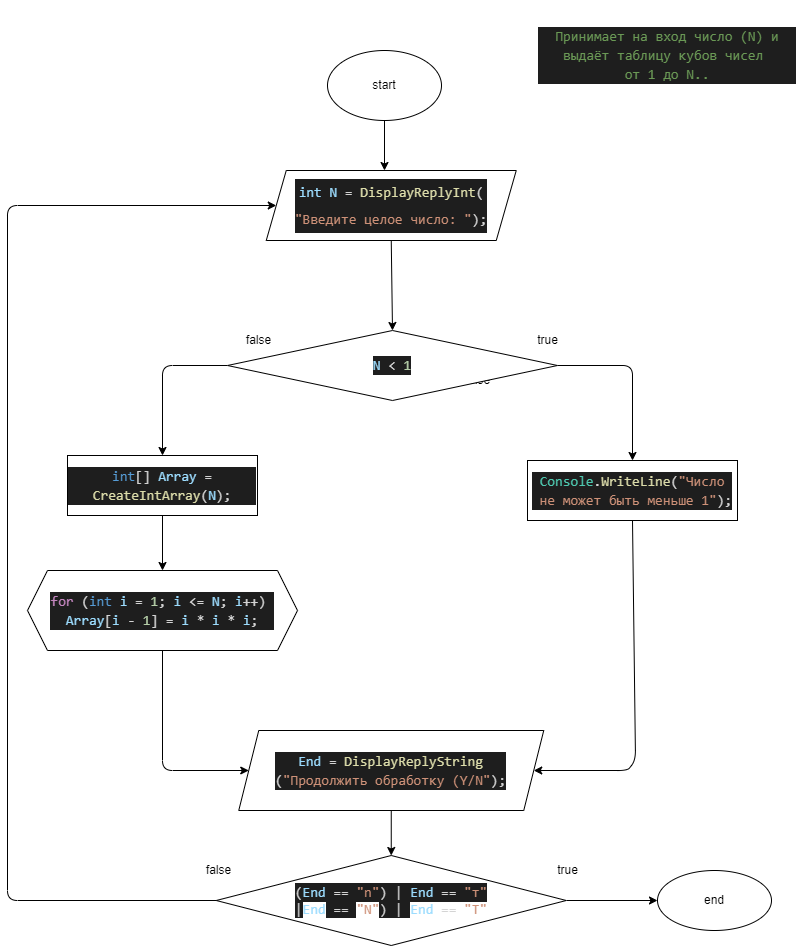 Принимает на вход число (N) и
выдаёт таблицу кубов чисел
от 1 до N..
start
int N = DisplayReplyInt(
"Введите целое число: ");
false
true
N < 1
int[] Array =
CreateIntArray(N);
Console.WriteLine("Число
не может быть меньше 1");
for (int i = 1; i <= N; i++)
Array[i - 1] = i * i * i;
End = DisplayReplyString
("Продолжить обработку (Y/N");
false
true
(End == "n") | End == "т"
|End == "N") | End == "Т"
end